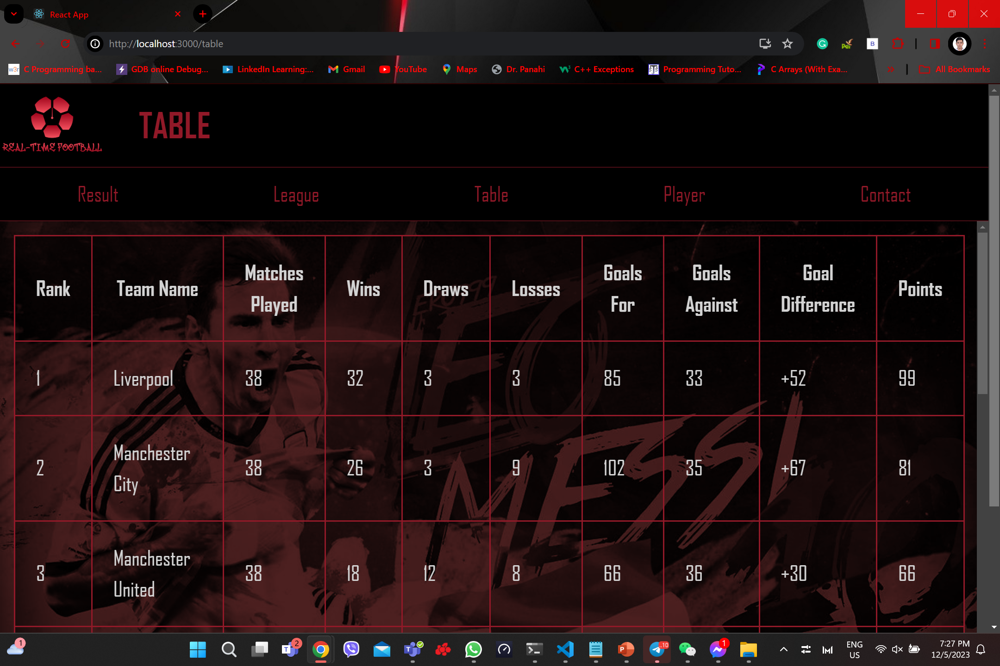 React App
http://localhost:3000/table
C Programming ba...
GDB online Debug...
LinkedIn Learning:...
Gmail
YouTube
Maps
Dr. Panahi
C++ Exceptions
Programming Tuto...
C Arrays (With Exa...
All Bookmarks
REAL-TIME FOOTBALL
TABLE
Result League Table Player Contact
Rank Team Name Matches Played Wins Draws Losses Goals For Goals Against Goal Difference Points
1 Liverpool 38 32 3 3 85 33 +52 99
2 Manchester City 38 26 3 9 102 35 +67 81
3 Manchester United 38 18 12 8 66 36 +30 66
LEO
MESSI
1
2
..10
1
ENG
US
7:27 PM
12/5/2023